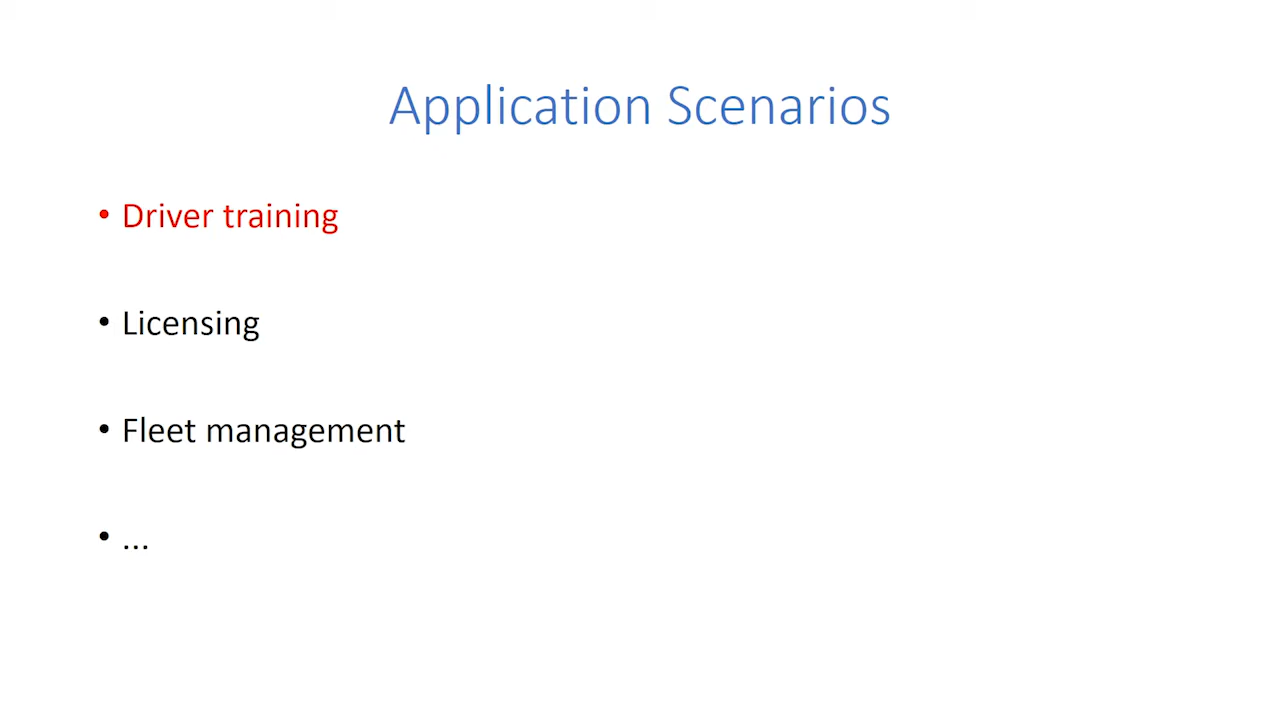 Application Scenarios
• Driver training
• Licensing
• Fleet management
• ...